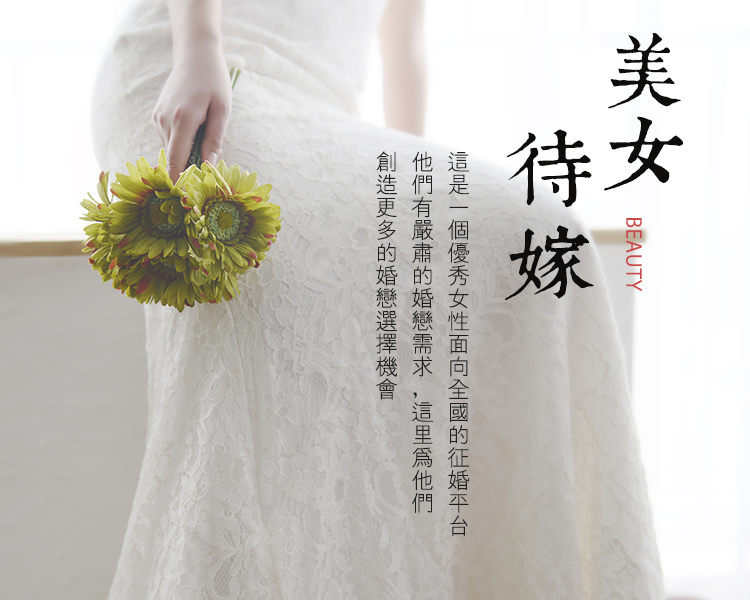 美女
待嫁
BEAUTY
這是一個優秀女性面向全國的征婚平台
他們有嚴肅的婚戀需求,這里爲他們
創造更多的婚戀選擇機會